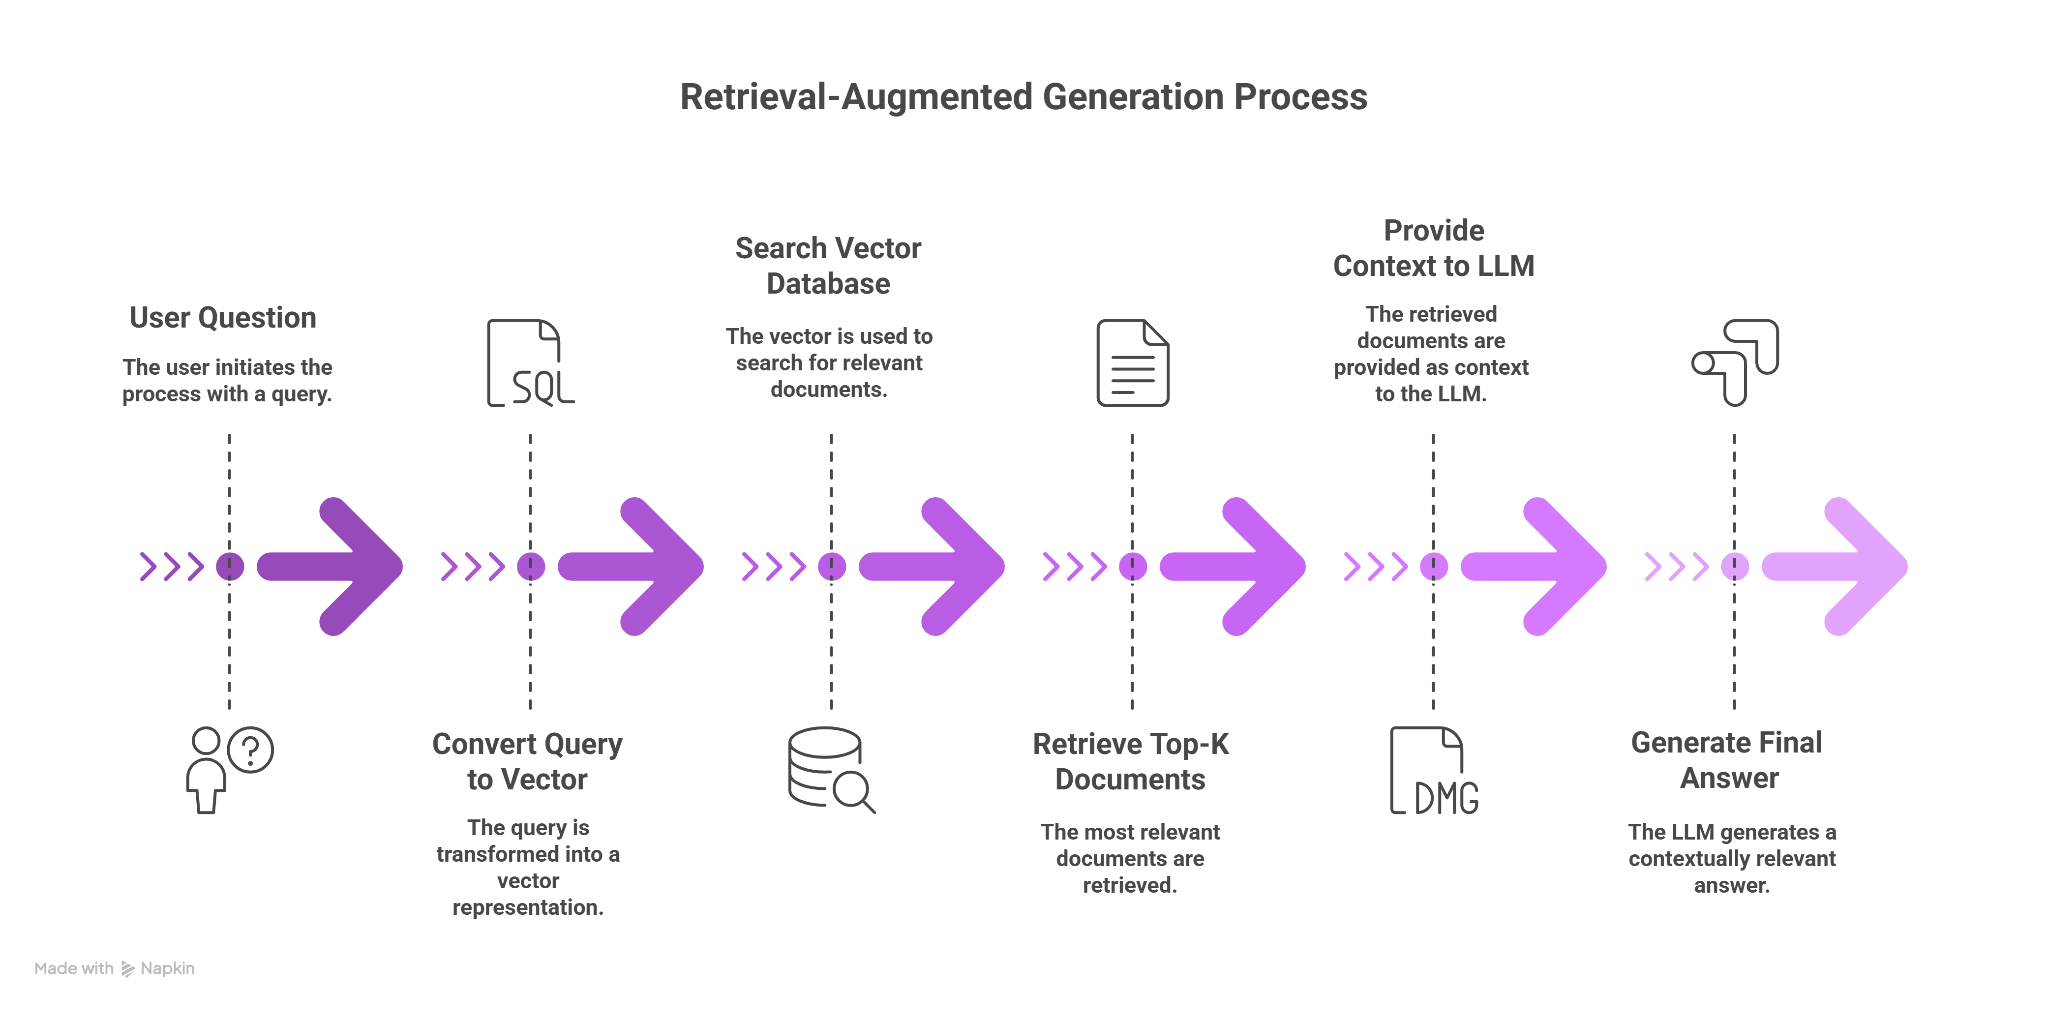 Retrieval-Augmented Generation Process
User Question
The user initiates the
process with a query.
SQL
Convert Query
to Vector
The query is
transformed into a
vector
representation.
Search Vector
Database
The vector is used to
search for relevant
documents.
Retrieve Top-K
Documents
The most relevant
documents are
retrieved.
Provide
Context to LLM
The retrieved
documents are
provided as context
to the LLM.
DMG
Generate Final
Answer
The LLM generates a
contextually relevant
answer.
?
Made with Napkin